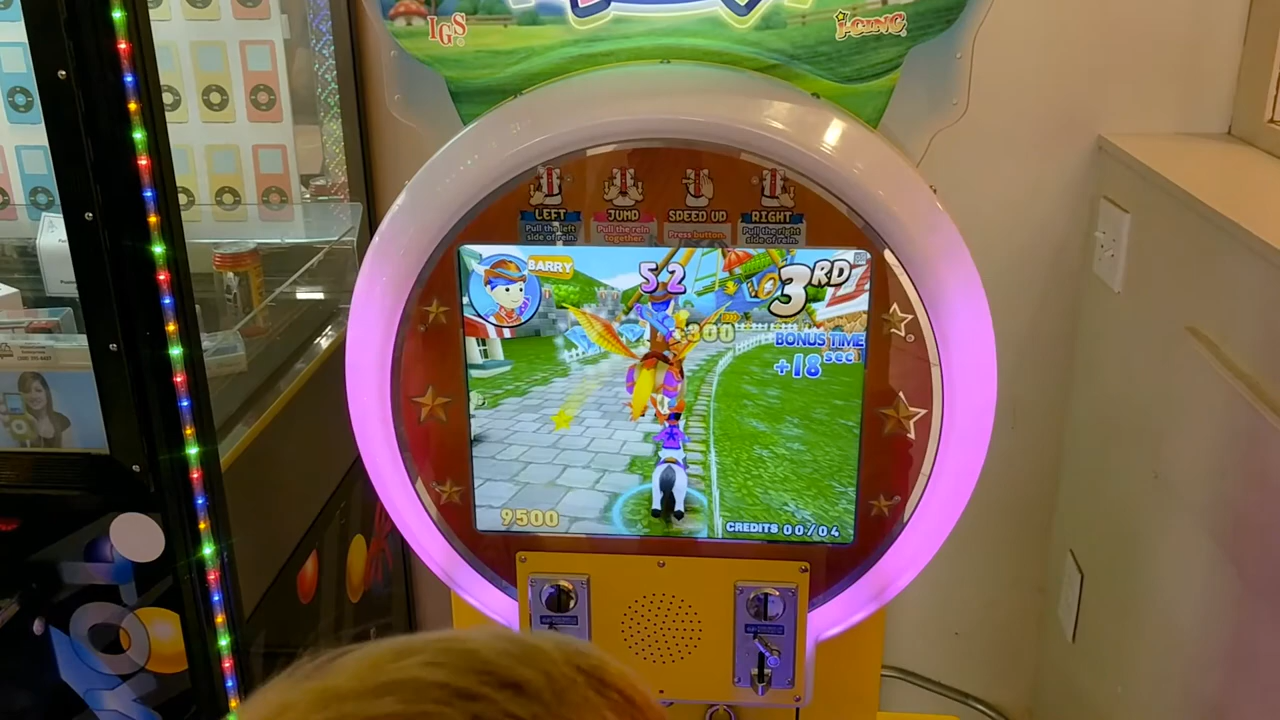 IGS
i-CING
LEFT
Pull the left
side of rein.
JUMP
Pull the rein
together.
SPEED UP
Press button.
RIGHT
Pull the right
side of rein.
BARRY
52
3RD
+300
BONUS TIME
+18 sec
9500
CREDITS 00/04